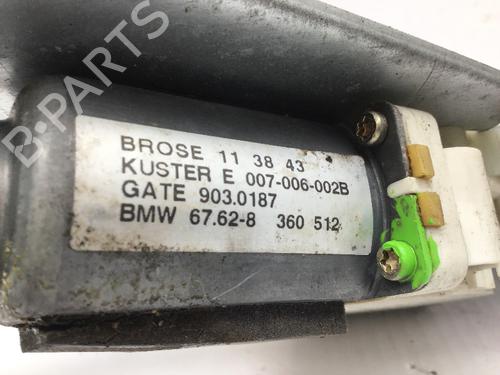 BROSE 11 38 43
KUSTER E 007-006-002B
GATE 903.0187
BMW 67.62-8 360 512
B-PARTS